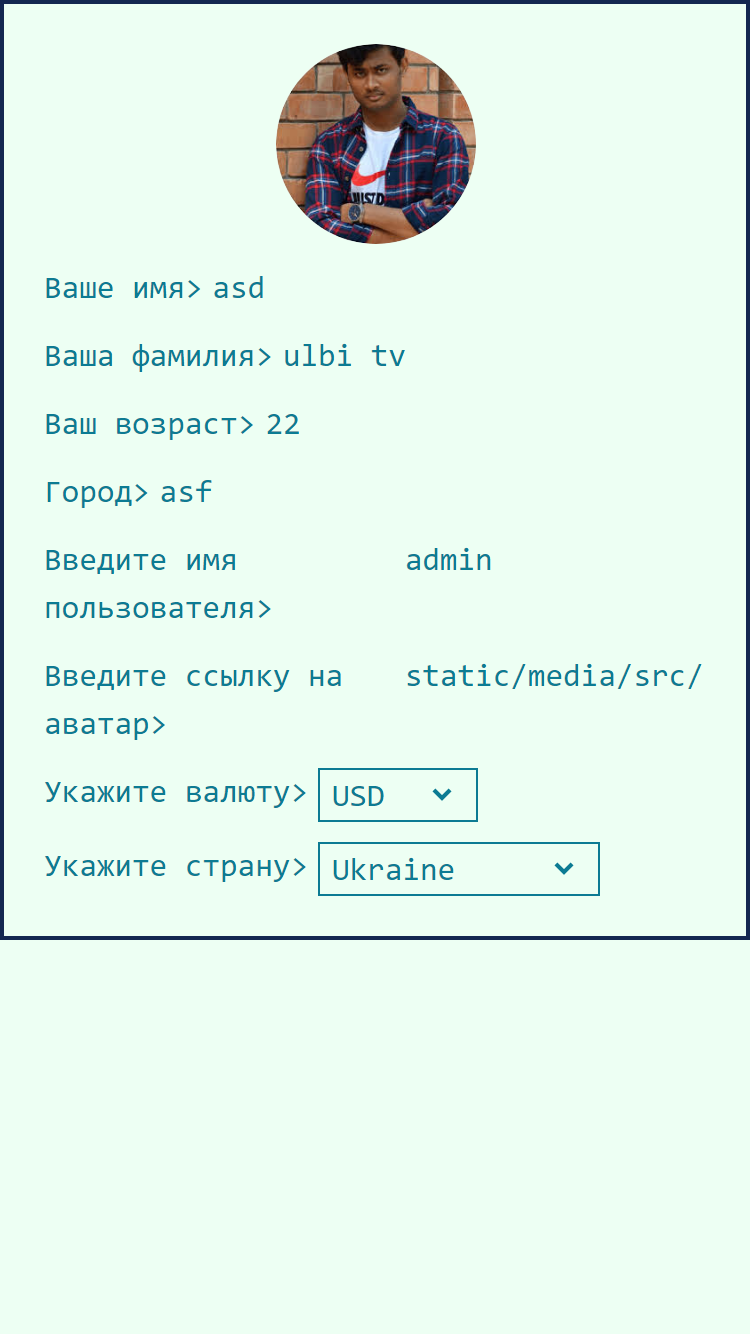 Ваше имя> asd
Ваша фамилия> ulbi tv
Ваш возраст> 22
Город> asf
Введите имя admin
пользователя>
Введите ссылку на static/media/src/
аватар>
Укажите валюту> USD
Укажите страну> Ukraine